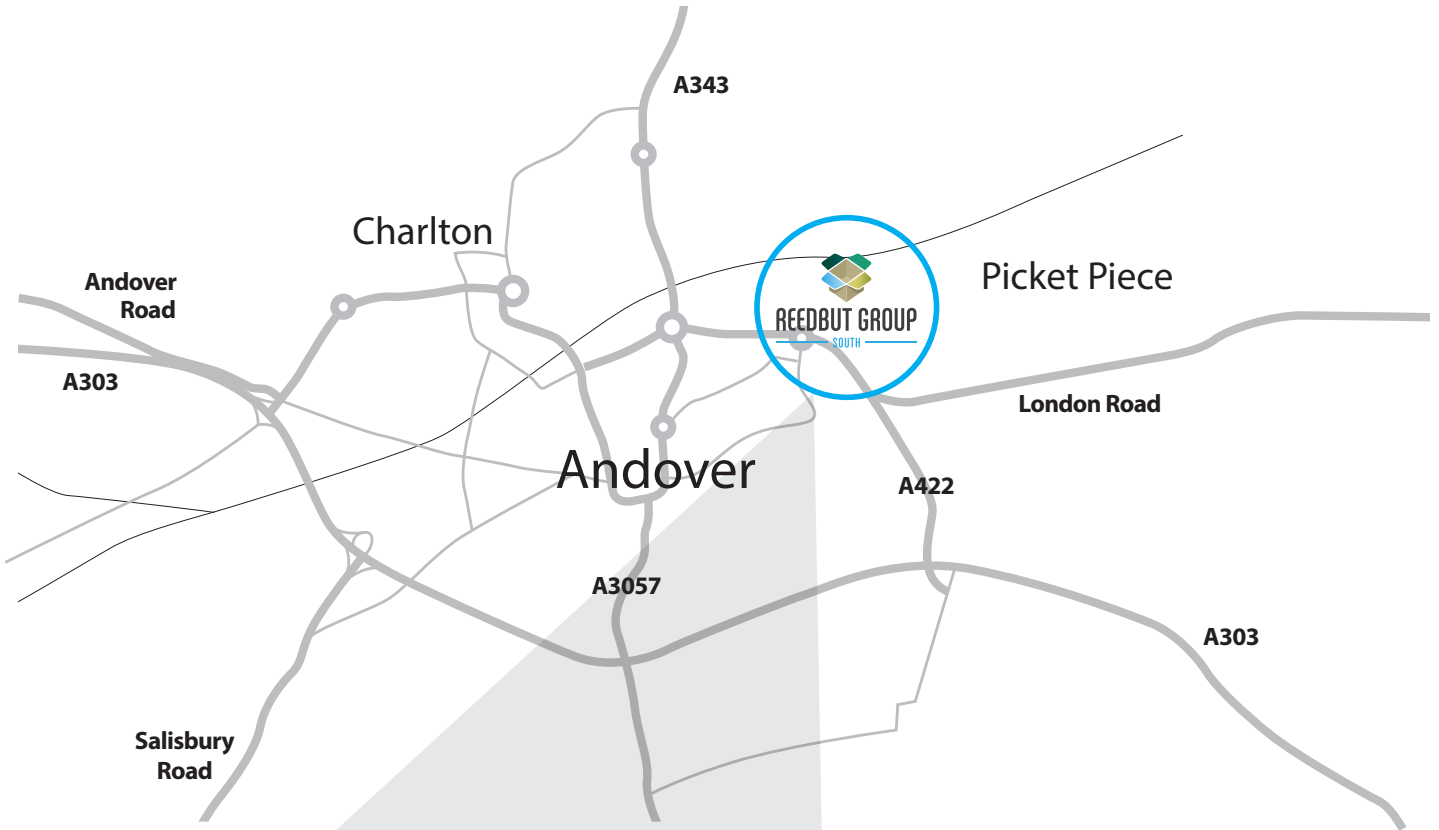 A343
Charlton
Picket Piece
Andover
Road
REEDBUT GROUP
SOUTH
A303
London Road
Andover
A422
A3057
A303
Salisbury
Road